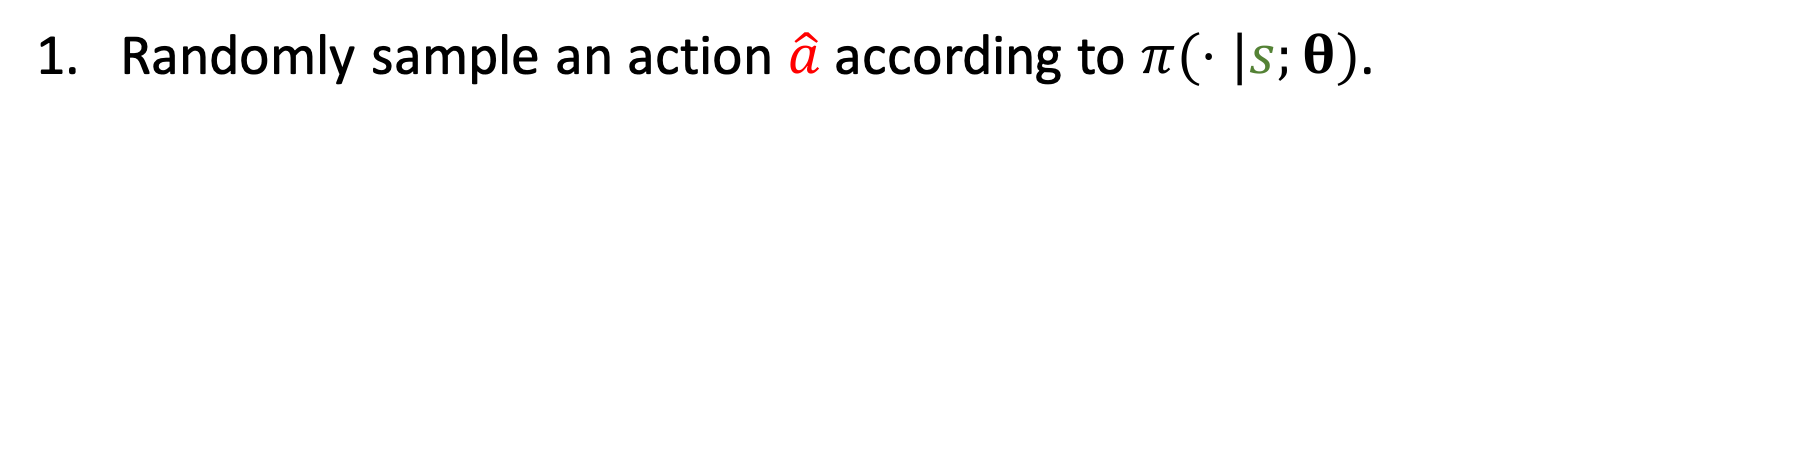 1. Randomly sample an action â according to π(· |s; θ).